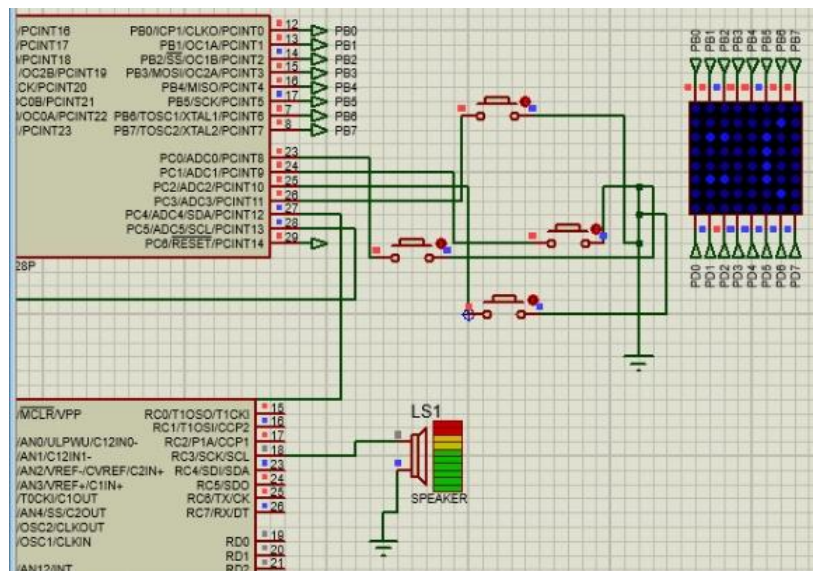 /PCINT16
/PCINT17
/PCINT18
/OC2B/PCINT19
CK/PCINT20
OC0B/PCINT21
/OC0A/PCINT22
/PCINT23
PB0/ICP1/CLKO/PCINT0
PB1/OC1A/PCINT1
PB2/SS/OC1B/PCINT2
PB3/MOSI/OC2A/PCINT3
PB4/MISO/PCINT4
PB5/SCK/PCINT5
PB6/TOSC1/XTAL1/PCINT6
PB7/TOSC2/XTAL2/PCINT7
PC0/ADC0/PCINT8
PC1/ADC1/PCINT9
PC2/ADC2/PCINT10
PC3/ADC3/PCINT11
PC4/ADC4/SDA/PCINT12
PC5/ADC5/SCL/PCINT13
PC6/RESET/PCINT14
12
13
14
15
16
17
7
8
23
24
25
26
27
28
29
PB0
PB1
PB2
PB3
PB4
PB5
PB6
PB7
28P
PB0
PB1
PB2
PB3
PB4
PB5
PB6
PB7
PD0
PD1
PD2
PD3
PD4
PD5
PD6
PD7
/MCLR/VPP
/AN0/ULPWU/C12IN0-
/AN1/C12IN1-
/AN2/VREF-/CVREF/C2IN+
/AN3/VREF+/C1IN+
/T0CKI/C1OUT
/AN4/SS/C2OUT
/OSC2/CLKOUT
/OSC1/CLKIN
/AN12/INT
RC0/T1OSO/T1CKI
RC1/T1OSI/CCP2
RC2/P1A/CCP1
RC3/SCK/SCL
RC4/SDI/SDA
RC5/SDO
RC6/TX/CK
RC7/RX/DT
RD0
RD1
RD2
15
16
17
18
23
24
25
26
19
20
21
LS1
SPEAKER